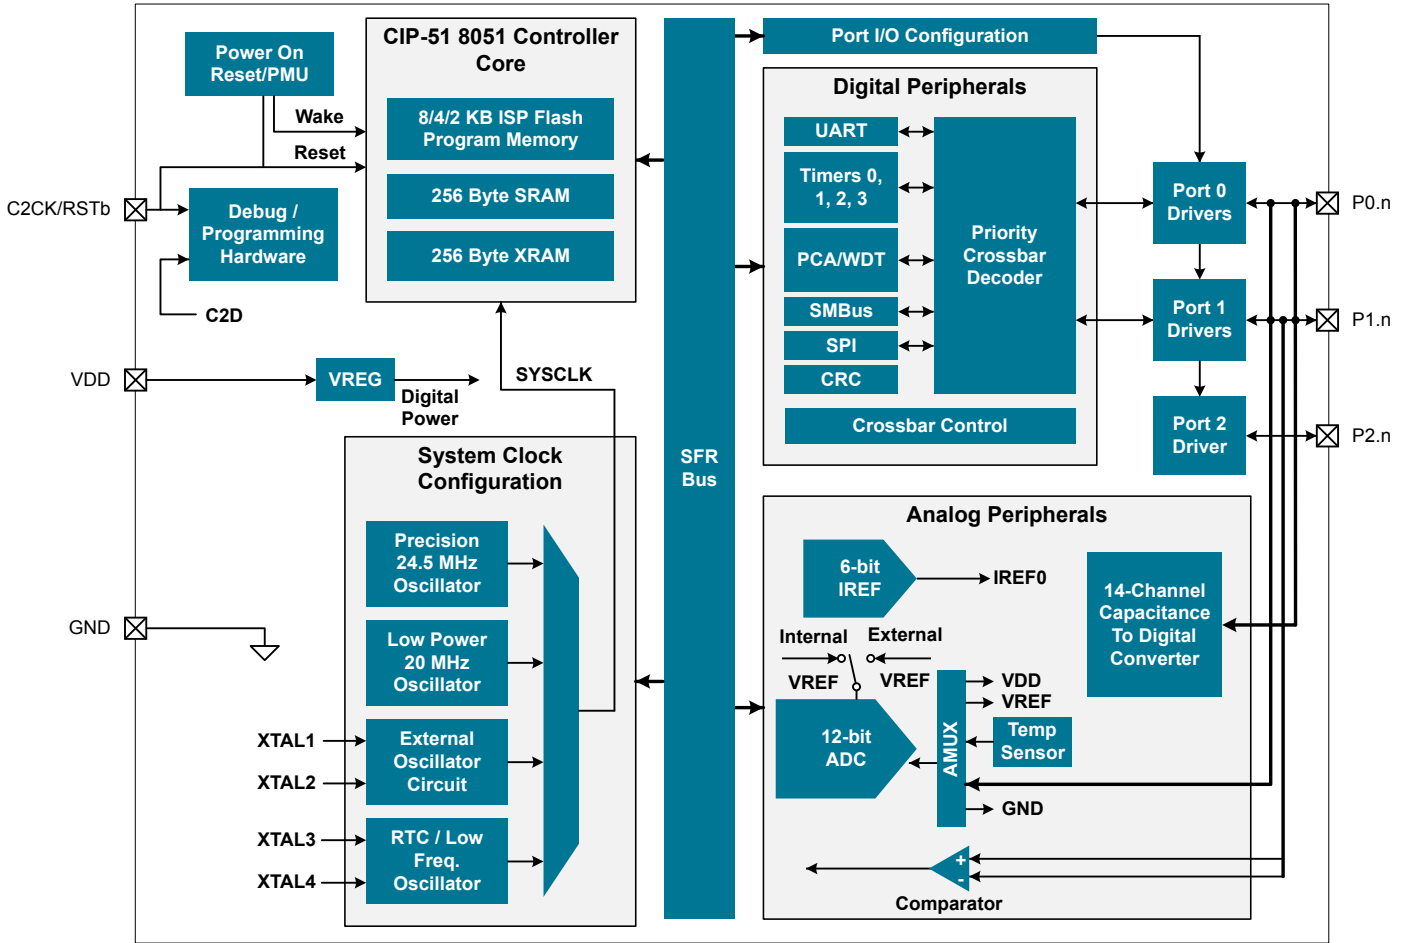 CIP-51 8051 Controller
Core
Power On
Reset/PMU
Wake
Reset
8/4/2 KB ISP Flash
Program Memory
256 Byte SRAM
256 Byte XRAM
C2CK/RSTb
Debug /
Programming
Hardware
C2D
VDD
VREG
Digital
Power
SYSCLK
System Clock
Configuration
Precision
24.5 MHz
Oscillator
Low Power
20 MHz
Oscillator
External
Oscillator
Circuit
RTC / Low
Freq.
Oscillator
GND
XTAL1
XTAL2
XTAL3
XTAL4
SFR
Bus
Port I/O Configuration
Digital Peripherals
UART
Timers 0,
1, 2, 3
PCA/WDT
SMBus
SPI
CRC
Priority
Crossbar
Decoder
Crossbar Control
Port 0
Drivers
Port 1
Drivers
Port 2
Driver
P0.n
P1.n
P2.n
Analog Peripherals
6-bit
IREF
IREF0
Internal
VREF
External
VREF
12-bit
ADC
AMUX
VDD
VREF
Temp
Sensor
GND
14-Channel
Capacitance
To Digital
Converter
+
-
Comparator